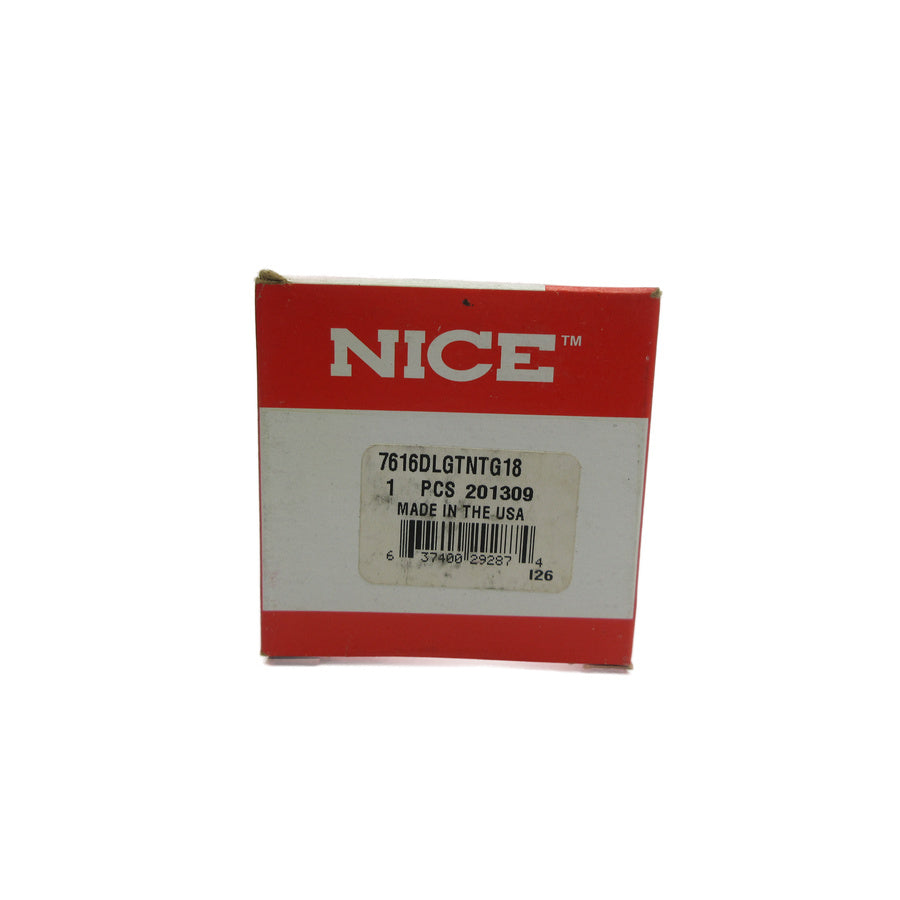 NICE™
7616DLGTNTG18
1 PCS 201309
MADE IN THE USA
6 37400 29287 4
I26